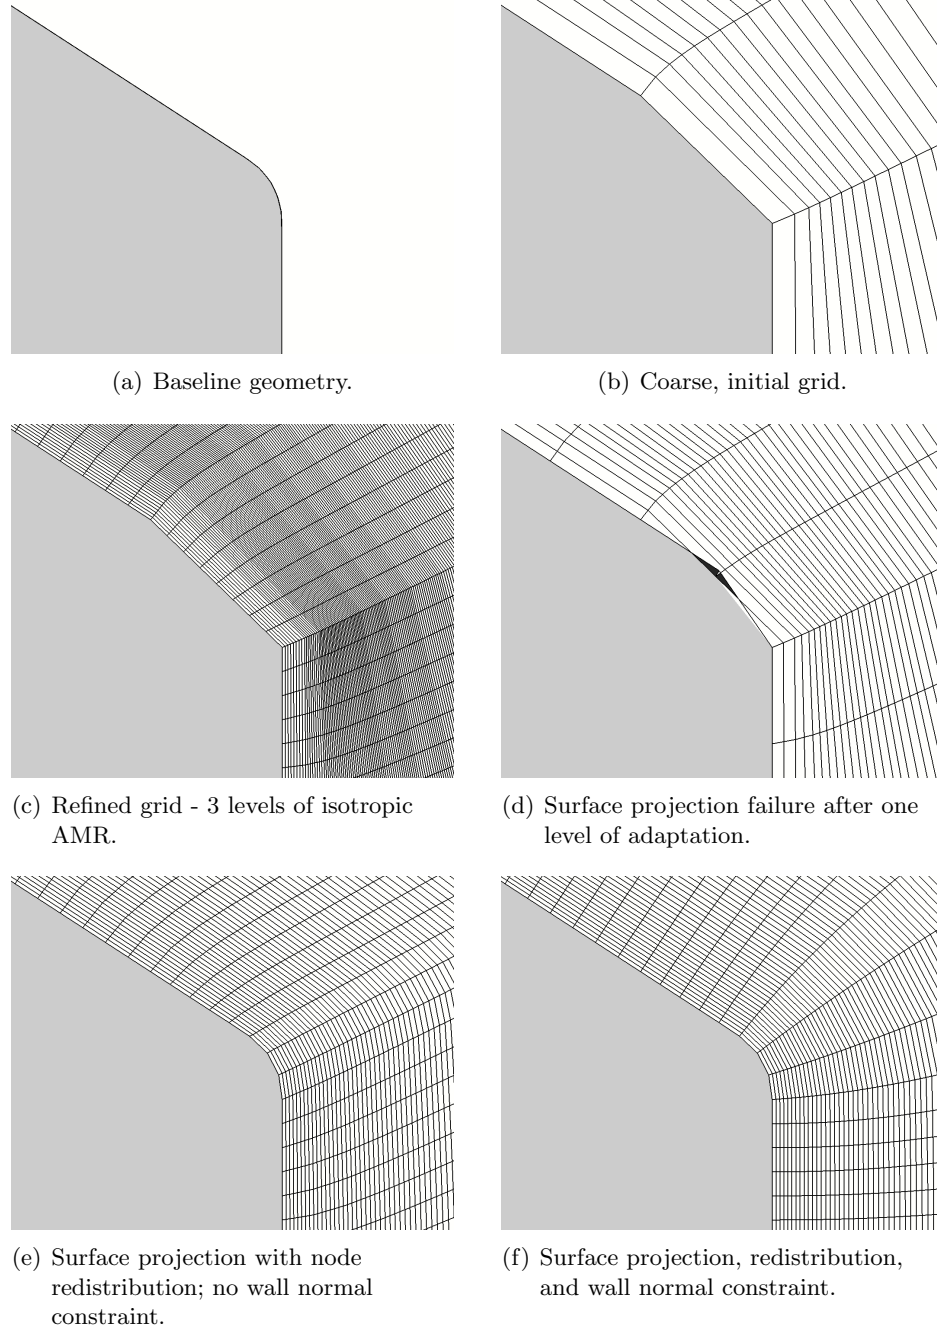 (a) Baseline geometry.
(b) Coarse, initial grid.
(c) Refined grid - 3 levels of isotropic
AMR.
(d) Surface projection failure after one
level of adaptation.
(e) Surface projection with node
redistribution; no wall normal
constraint.
(f) Surface projection, redistribution,
and wall normal constraint.